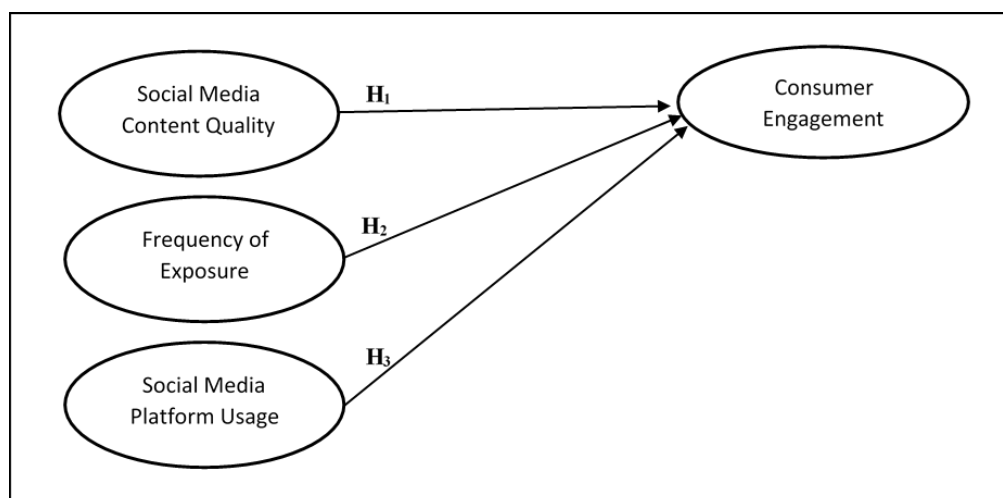 Social Media
Content Quality
H₁
Consumer
Engagement
Frequency of
Exposure
H₂
Social Media
Platform Usage
H₃